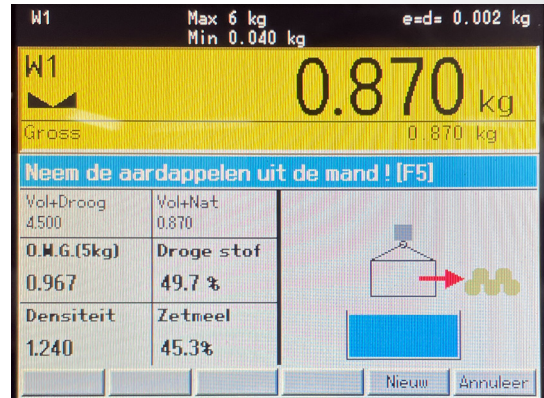 W1 Max 6 kg e=d= 0.002 kg
Min 0.040 kg
W1
0.870 kg
Gross 0.870 kg
Neem de aardappelen uit de mand ! [F5]
Vol+Droog Vol+Nat
4.500 0.870
O.W.G.(5kg) Droge stof
0.967 49.7 %
Densiteit Zetmeel
1.240 45.3%
Nieuw Annuleer